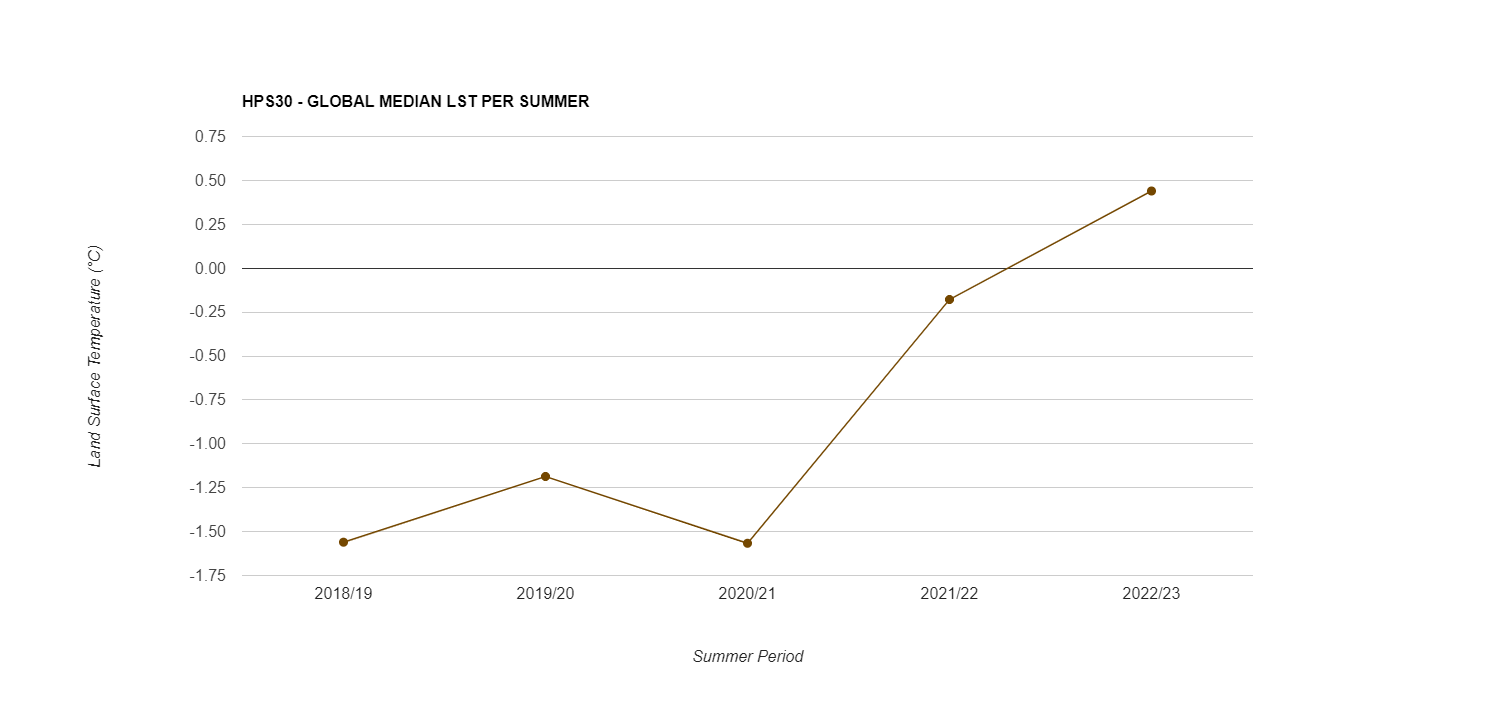 HPS30 - GLOBAL MEDIAN LST PER SUMMER
0.75
0.50
0.25
0.00
-0.25
-0.50
-0.75
-1.00
-1.25
-1.50
-1.75
Land Surface Temperature (°C)
2018/19 2019/20 2020/21 2021/22 2022/23
Summer Period